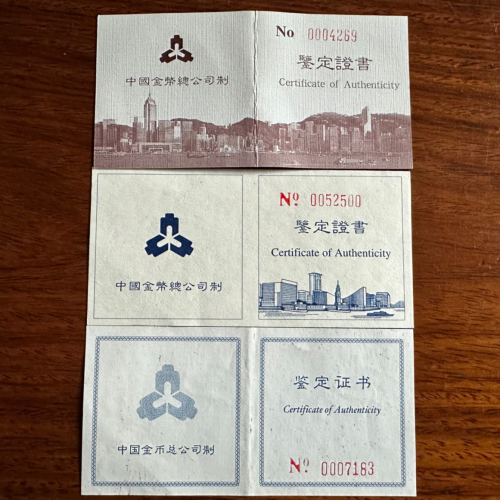 中國金幣總公司制
No 0004269
鑒定證書
Certificate of Authenticity
中國金幣總公司制
Nº 0052500
鑒定證書
Certificate of Authenticity
中国金币总公司制
鉴定证书
Certificate of Authenticity
Nº 0007183